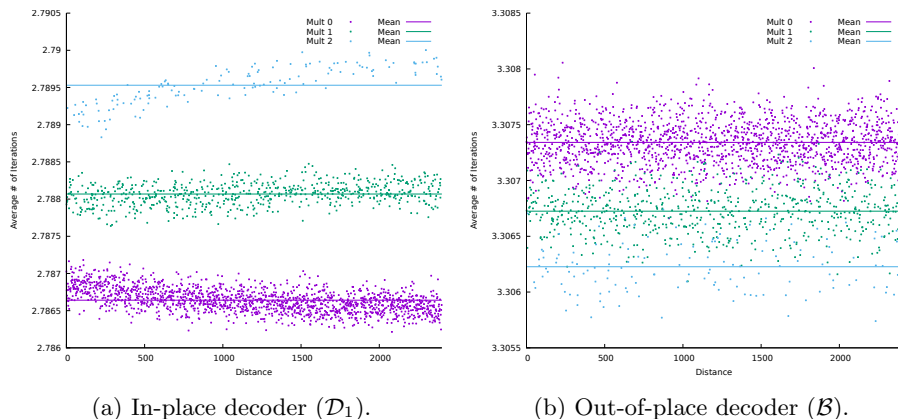 2.7905
2.79
2.7895
2.789
2.7885
2.788
2.7875
2.787
2.7865
2.786
Average # of Iterations
0 500 1000 1500 2000
Distance
Mult 0 Mean
Mult 1 Mean
Mult 2 Mean
(a) In-place decoder (𝒟₁).
3.3085
3.308
3.3075
3.307
3.3065
3.306
3.3055
Average # of Iterations
0 500 1000 1500 2000
Distance
Mult 0 Mean
Mult 1 Mean
Mult 2 Mean
(b) Out-of-place decoder (ℬ).